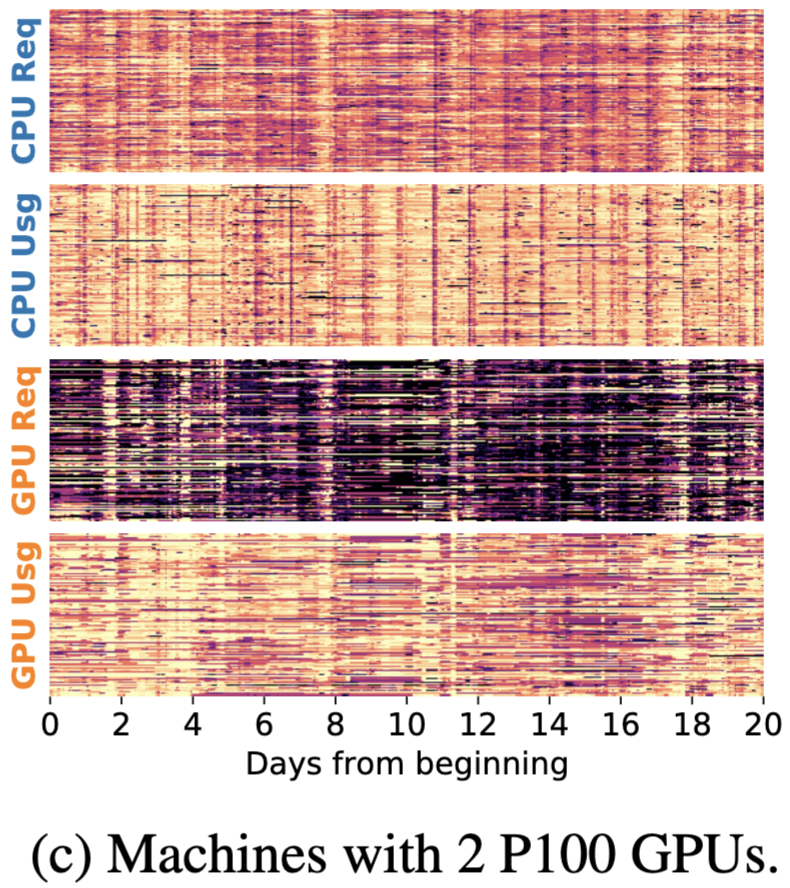 CPU Req
CPU Usg
GPU Req
GPU Usg
0 2 4 6 8 10 12 14 16 18 20
Days from beginning
(c) Machines with 2 P100 GPUs.